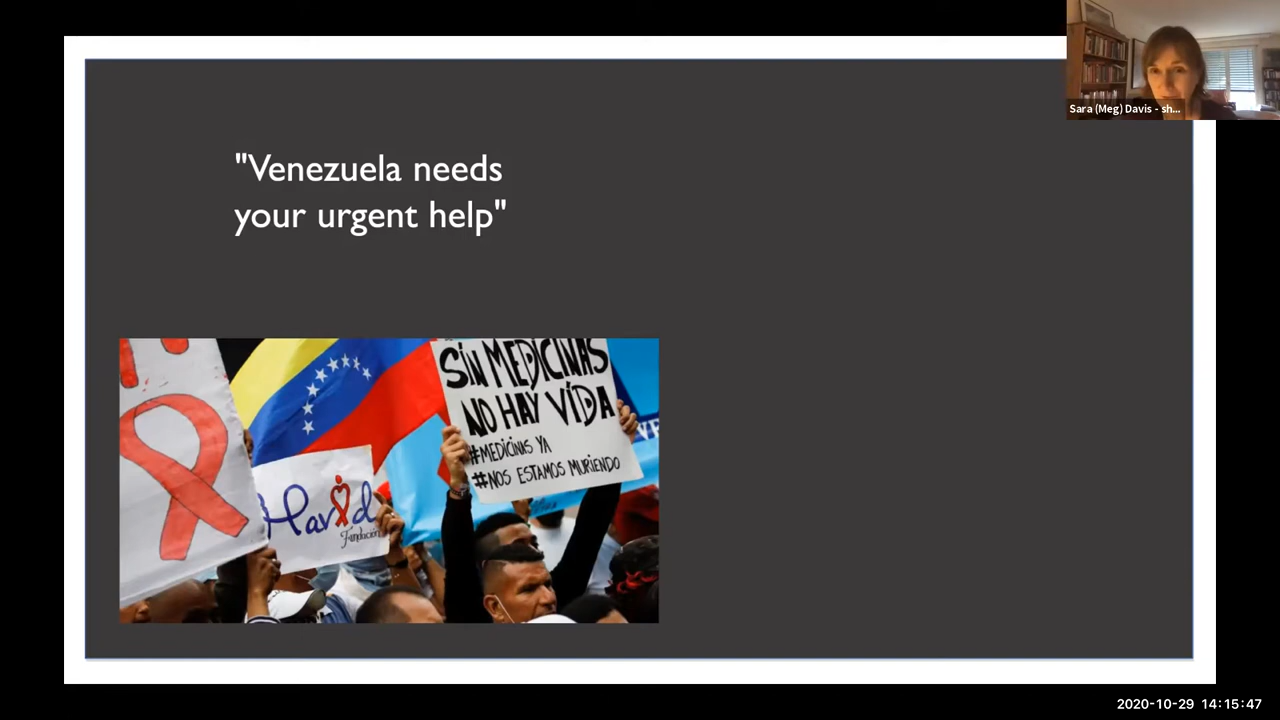 Sara (Meg) Davis - sh...
"Venezuela needs
your urgent help"
SIN MEDICINAS
NO HAY VIDA
#MEDICINAS YA
#NOS ESTAMOS MURIENDO
Havid
Fundación
2020-10-29 14:15:47